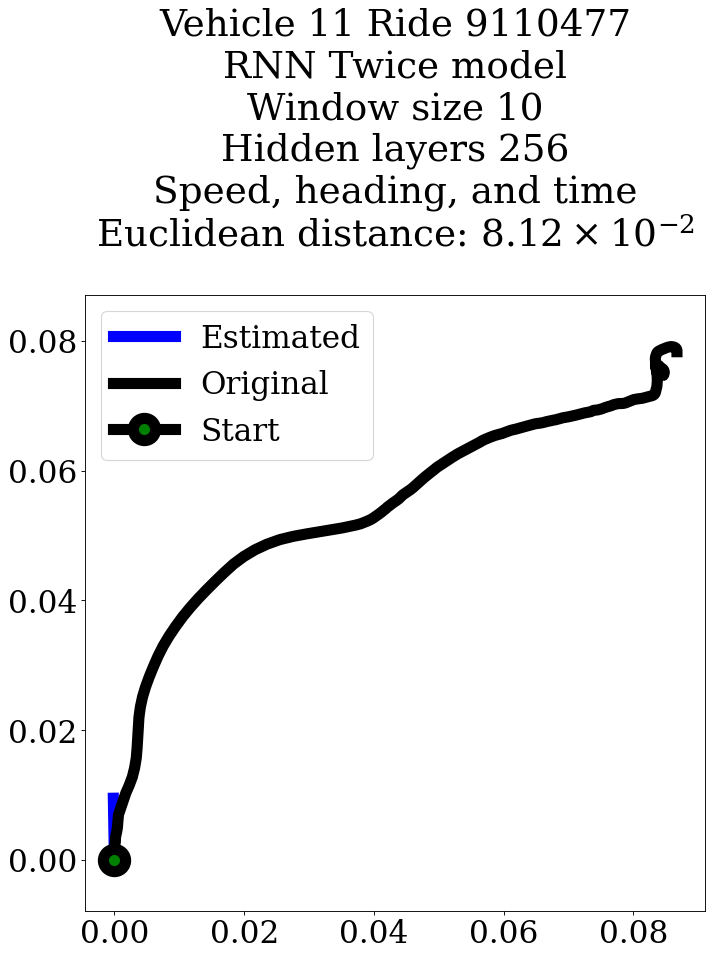 Vehicle 11 Ride 9110477
RNN Twice model
Window size 10
Hidden layers 256
Speed, heading, and time
Euclidean distance: 8.12 × 10⁻²
Estimated
Original
Start
0.08
0.06
0.04
0.02
0.00
0.00 0.02 0.04 0.06 0.08